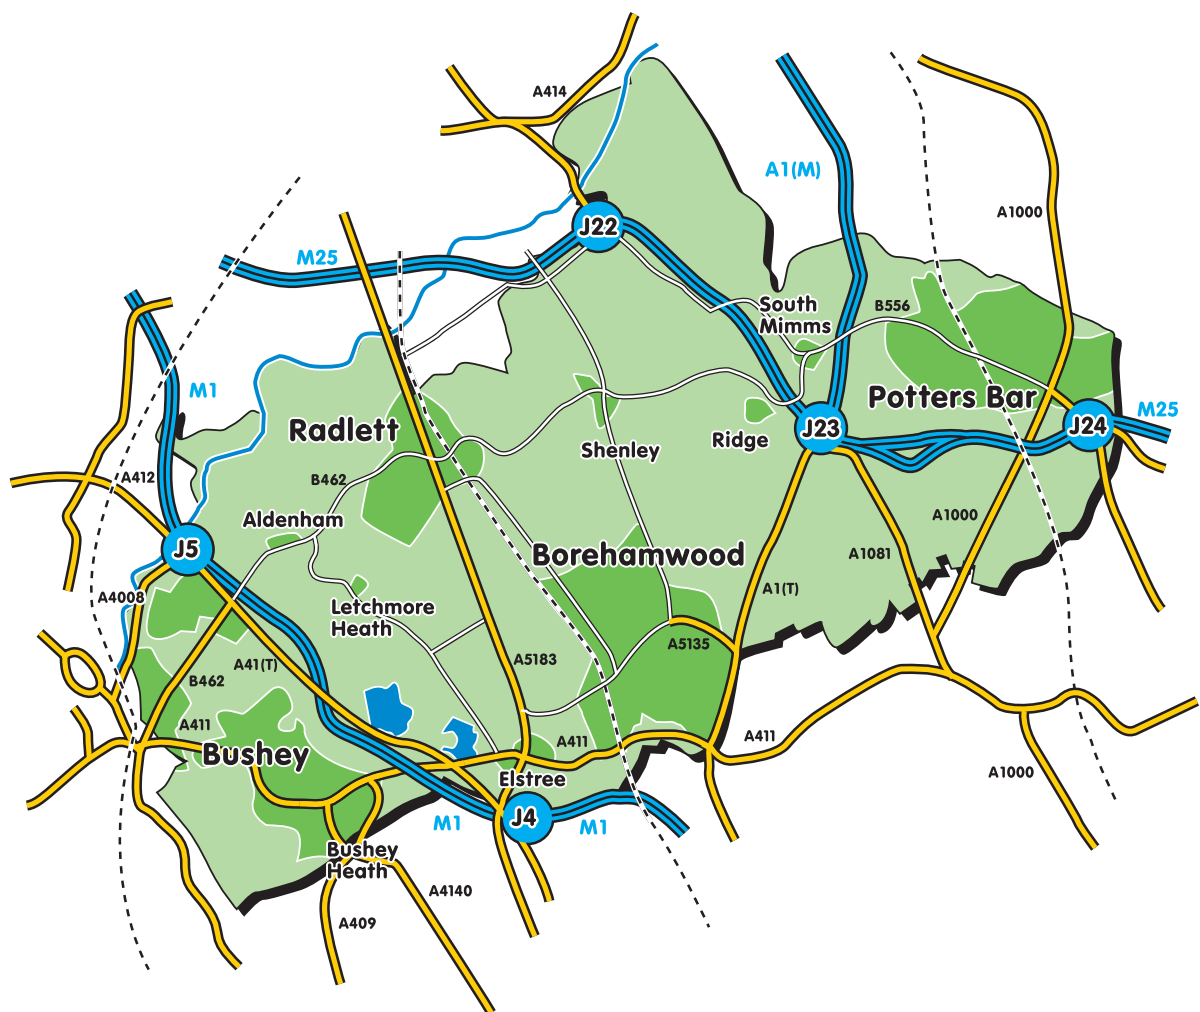 A414
A1(M)
A1000
J22
M25
South
Mimms
B556
M1
Potters Bar
M25
Radlett
J23
J24
Ridge
Shenley
A412
B462
Aldenham
A1000
J5
Borehamwood
A1081
A4008
Letchmore
Heath
A1(T)
A5135
A5183
A41(T)
B462
A411
A411
A411
Bushey
Elstree
A1000
M1
J4
M1
Bushey
Heath
A4140
A409